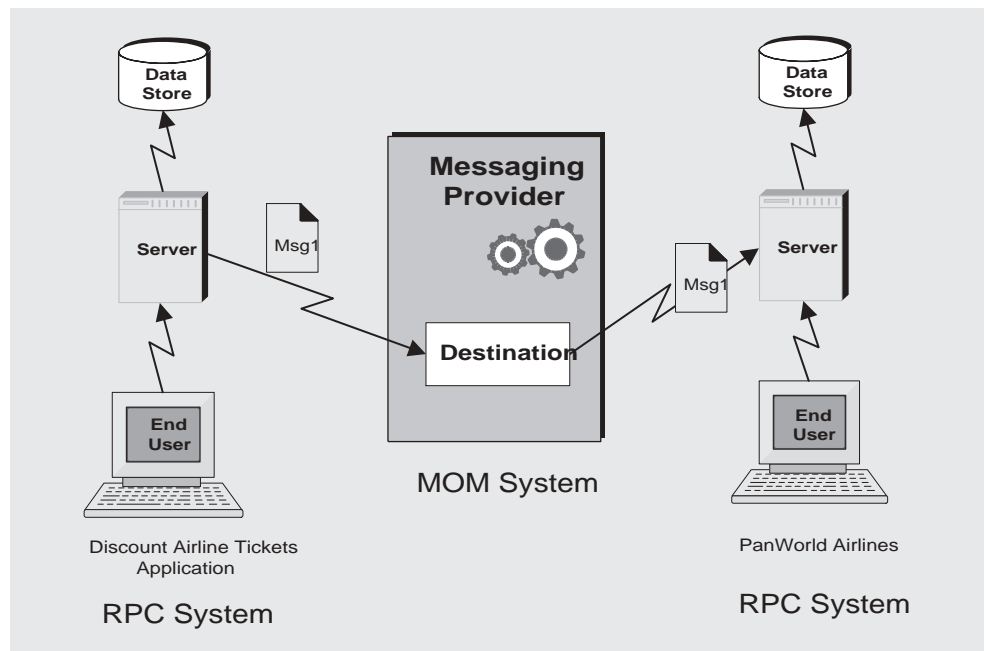 Data
Store
Server
Msg1
End
User
Discount Airline Tickets
Application
RPC System
Messaging
Provider
Destination
MOM System
Data
Store
Msg1
Server
End
User
PanWorld Airlines
RPC System